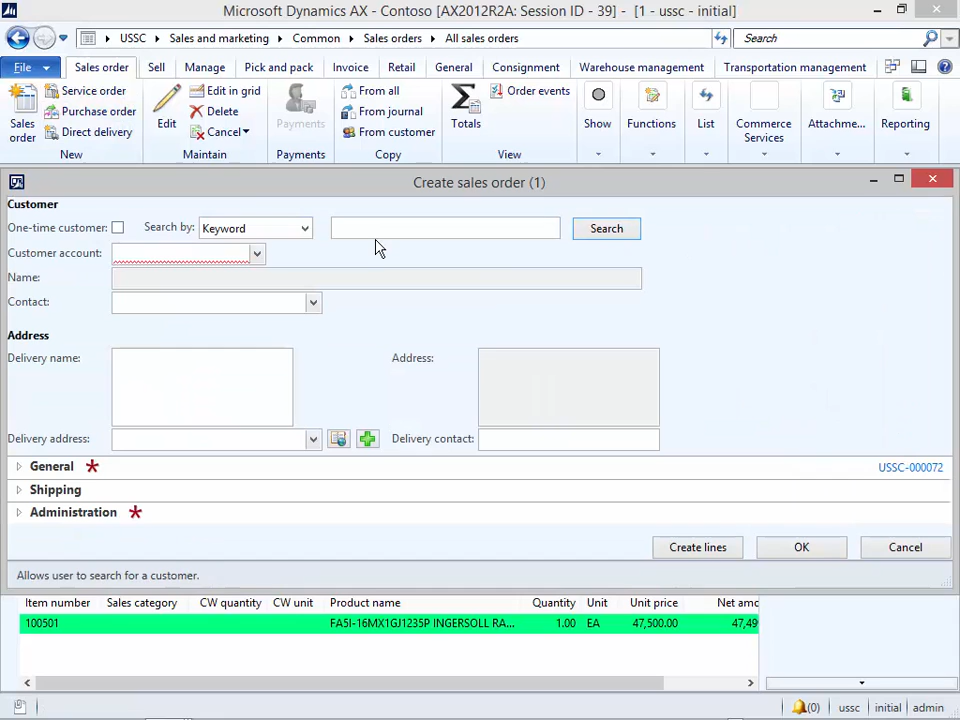 Microsoft Dynamics AX - Contoso [AX2012R2A: Session ID - 39] - [1 - ussc - initial]
USSC Sales and marketing Common Sales orders All sales orders Search
File Sales order Sell Manage Pick and pack Invoice Retail General Consignment Warehouse management Transportation management
Sales order
Service order
Purchase order
Direct delivery
New
Edit
Edit in grid
Delete
Cancel
Maintain
Payments
Payments
From all
From journal
From customer
Copy
Totals
Order events
View
Show
Functions
List
Commerce Services
Attachme...
Reporting
Create sales order (1)
Customer
One-time customer: Search by: Keyword Search
Customer account:
Name:
Contact:
Address
Delivery name: Address:
Delivery address: Delivery contact:
General USSC-000072
Shipping
Administration
Create lines OK Cancel
Allows user to search for a customer.
Item number Sales category CW quantity CW unit Product name Quantity Unit Unit price Net amo
100501 FA5I-16MX1GJ1235P INGERSOLL RA... 1.00 EA 47,500.00 47,49
(0) ussc initial admin